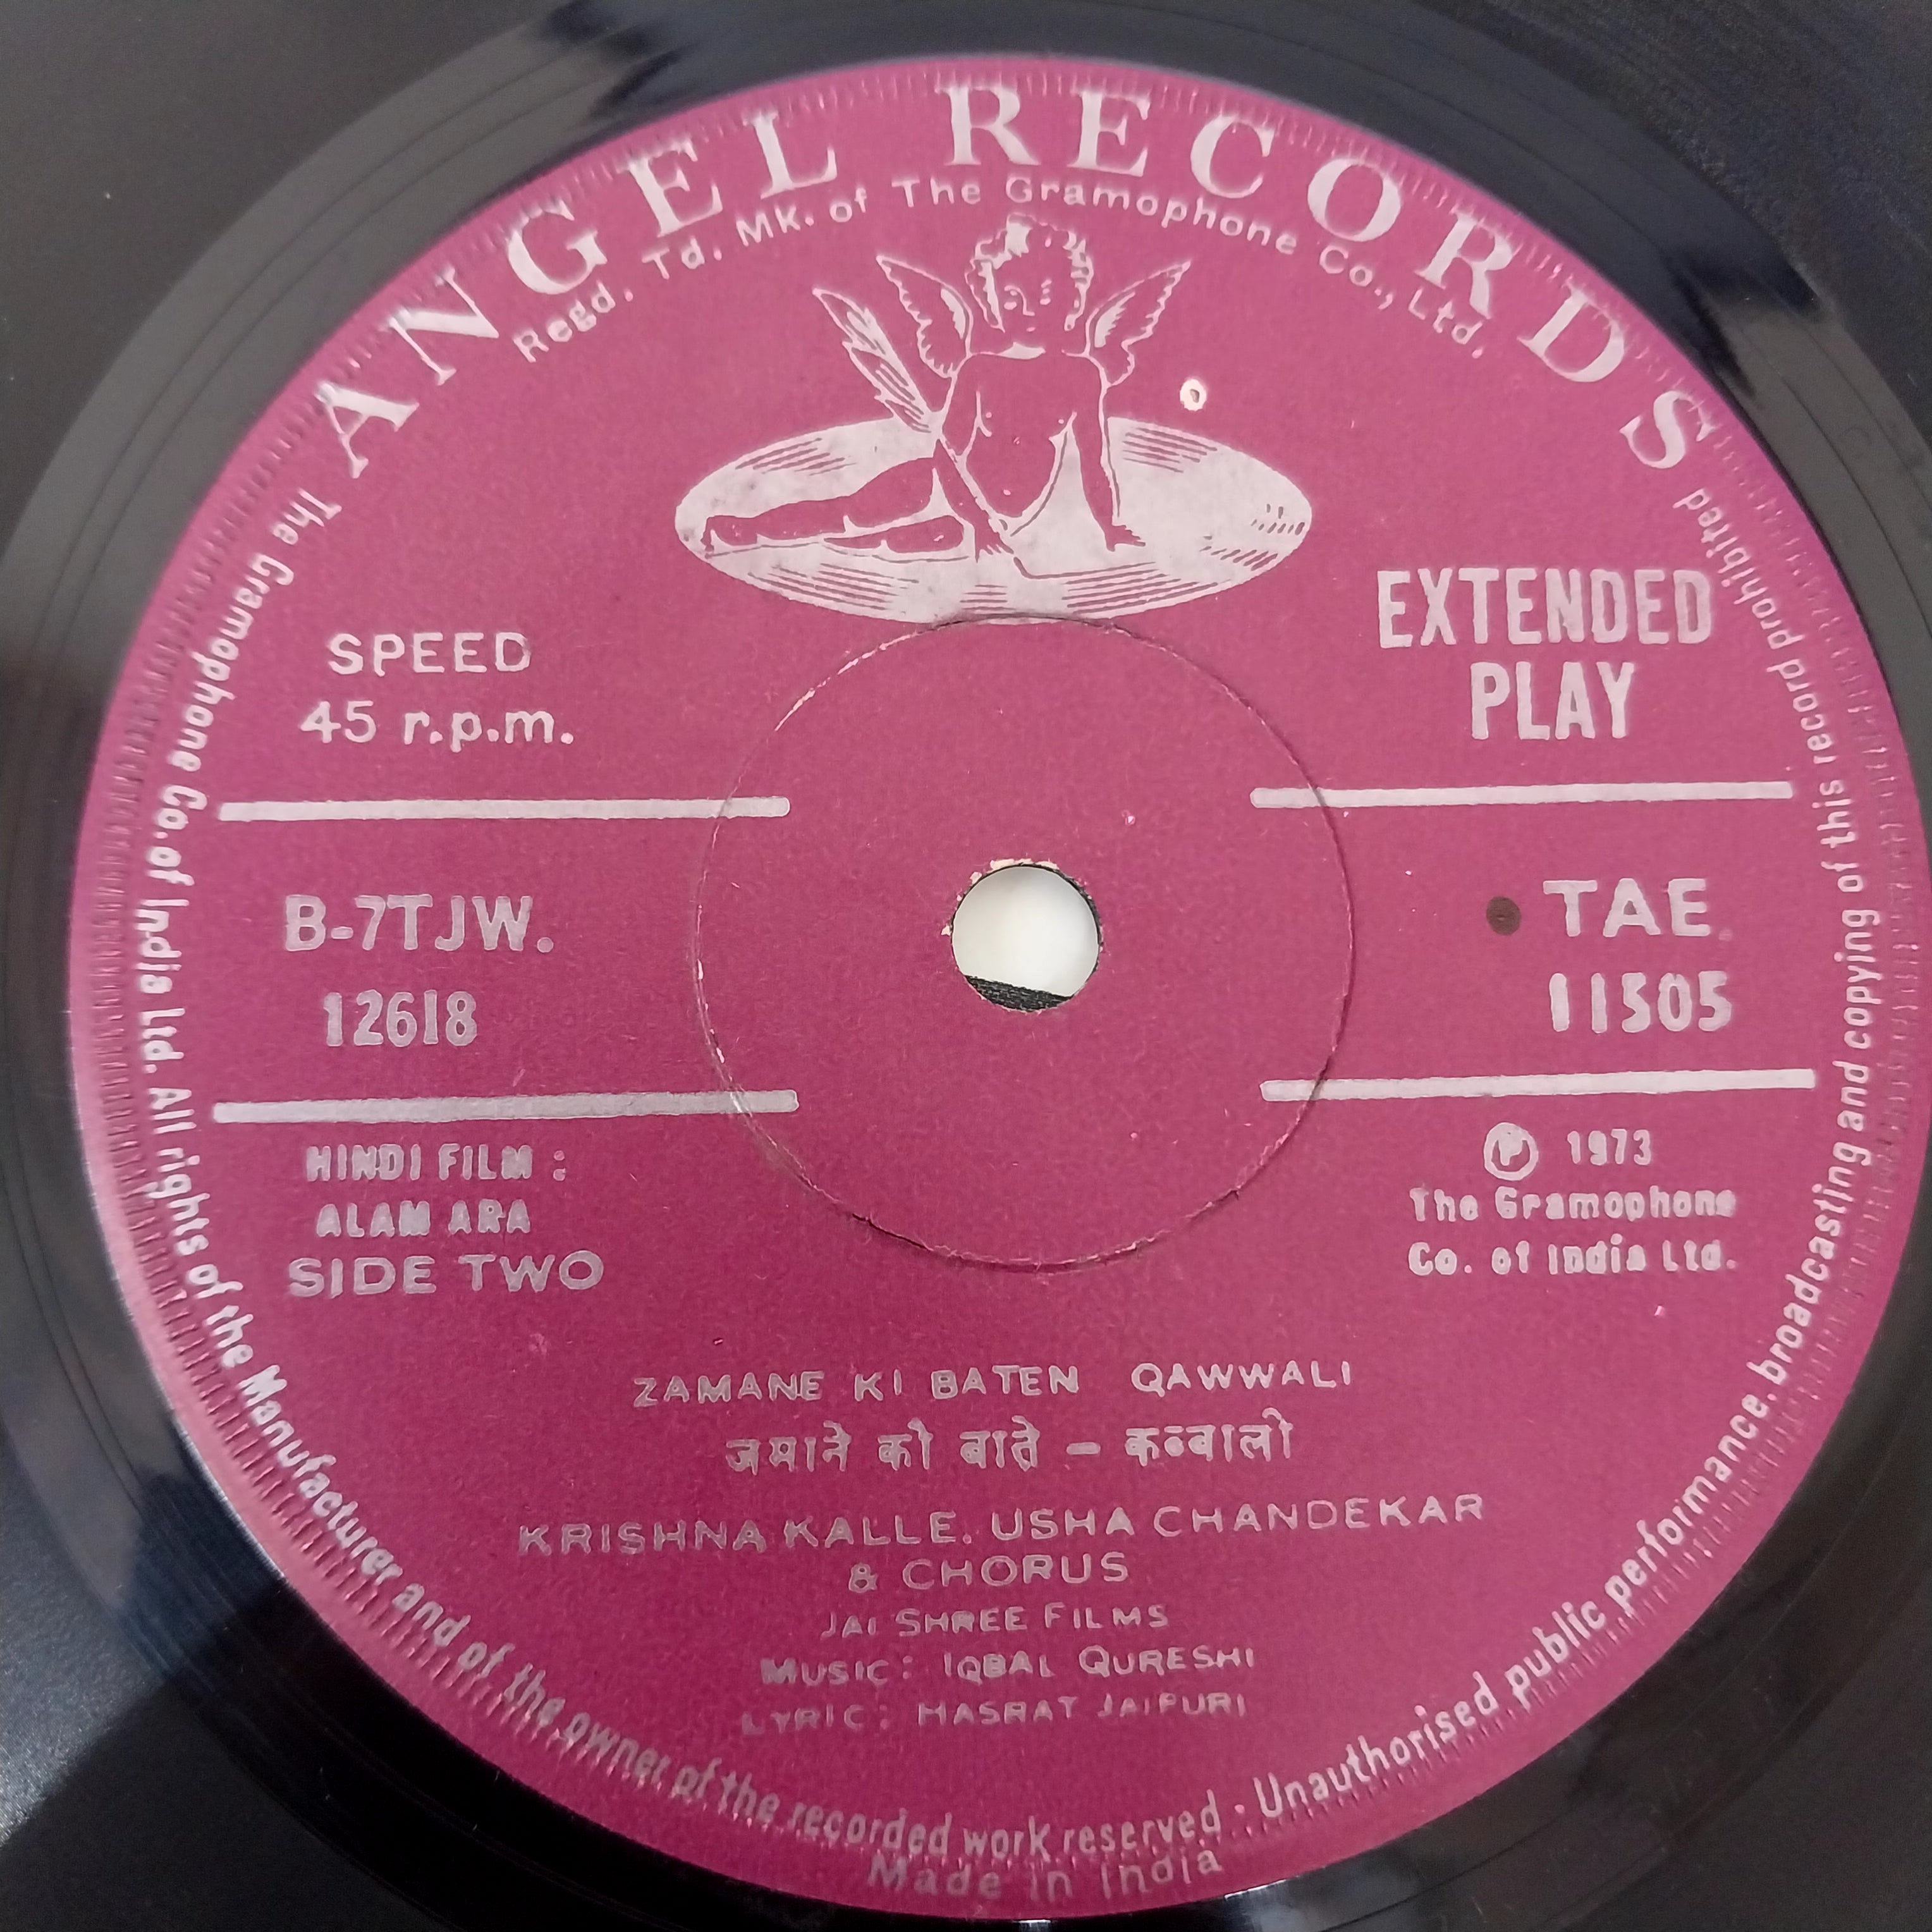 ANGEL RECORDS
Regd. Td. Mk. of The Gramophone Co., Ltd.
SPEED
45 r.p.m.
EXTENDED
PLAY
B-7TJW.
12618
TAE
11505
HINDI FILM :
ALAM ARA
SIDE TWO
Ⓟ 1973
The Gramophone
Co. of India Ltd.
ZAMANE KI BATEN QAWWALI
जमाने की बाते – कव्वाली
KRISHNA KALLE, USHA CHANDEKAR
& CHORUS
JAI SHREE FILMS
MUSIC: IQBAL QURESHI
LYRIC: HASRAT JAIPURI
The Gramophone Co. of India Ltd. All rights of the Manufacturer and of the owner of the recorded work reserved · Unauthorised public performance, broadcasting and copying of this record prohibited
Made in India